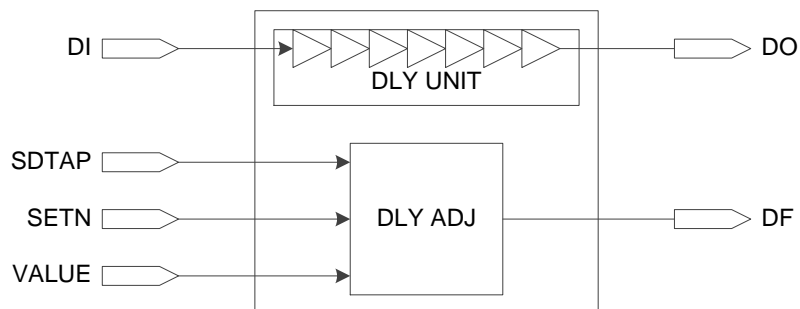 DI
DO
DLY UNIT
SDTAP
SETN
DLY ADJ
DF
VALUE